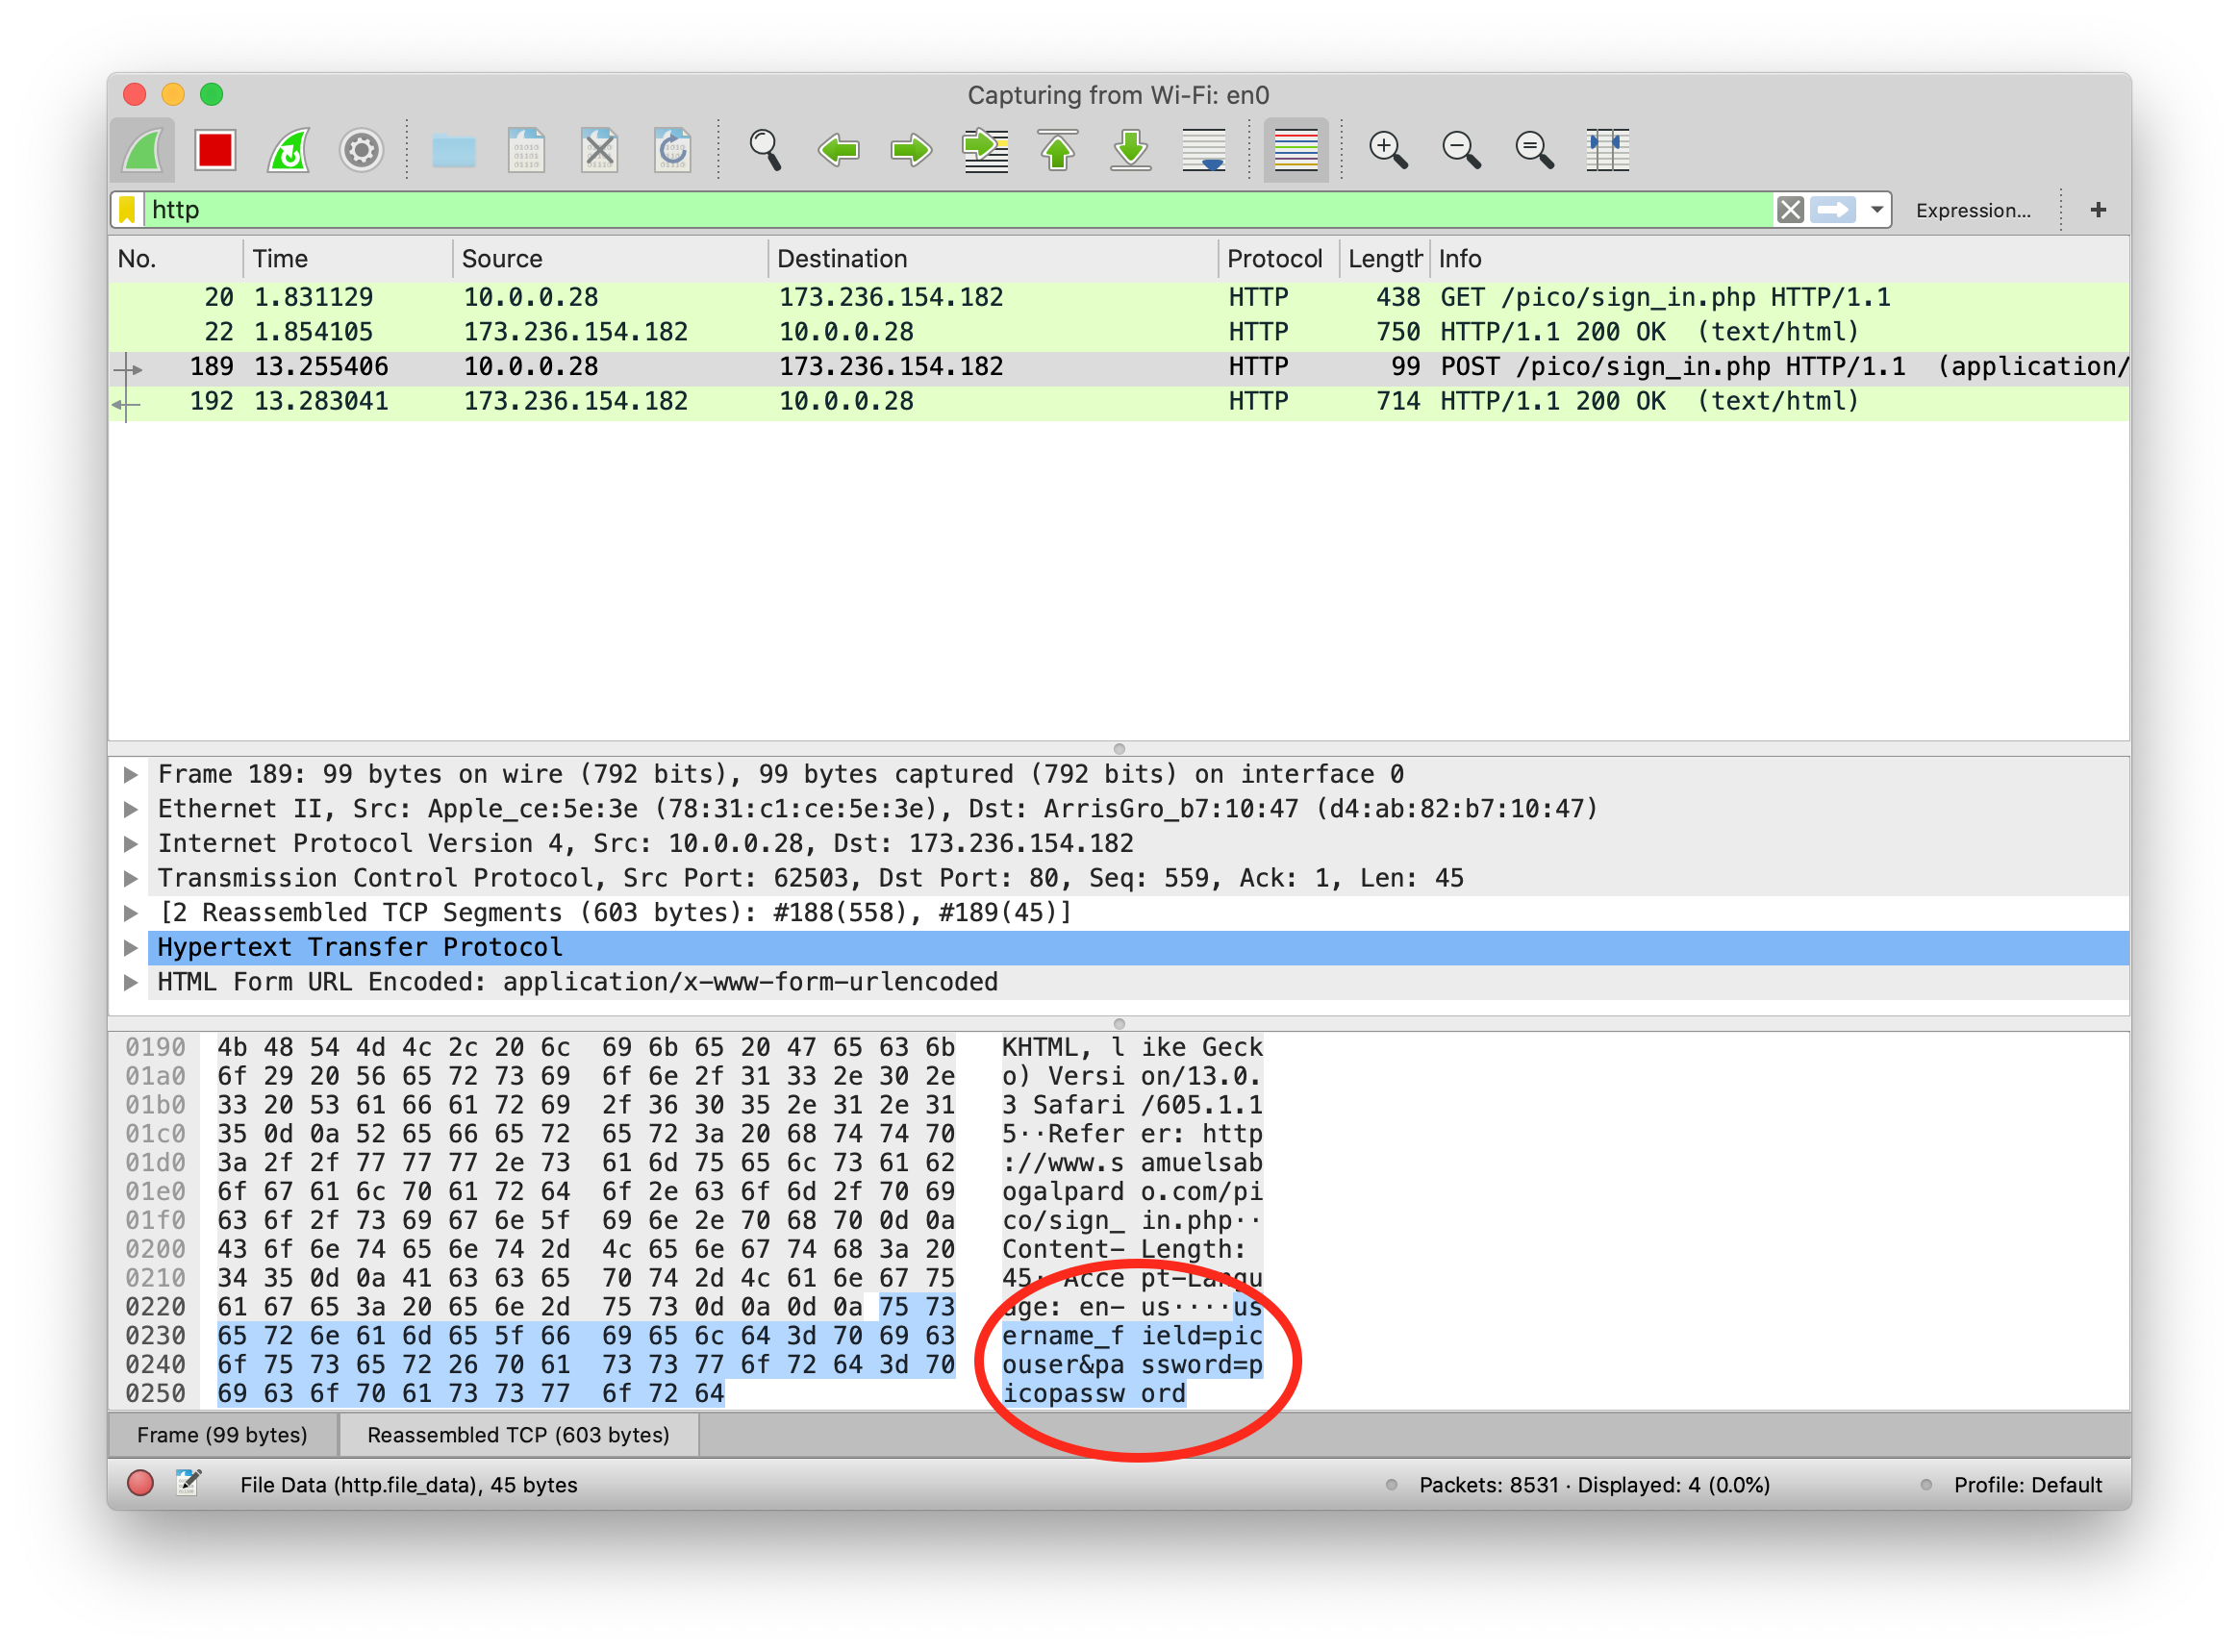 Capturing from Wi-Fi: en0
http
Expression...
+
No. Time Source Destination Protocol Length Info
20 1.831129 10.0.0.28 173.236.154.182 HTTP 438 GET /pico/sign_in.php HTTP/1.1
22 1.854105 173.236.154.182 10.0.0.28 HTTP 750 HTTP/1.1 200 OK (text/html)
189 13.255406 10.0.0.28 173.236.154.182 HTTP 99 POST /pico/sign_in.php HTTP/1.1 (application/
192 13.283041 173.236.154.182 10.0.0.28 HTTP 714 HTTP/1.1 200 OK (text/html)
Frame 189: 99 bytes on wire (792 bits), 99 bytes captured (792 bits) on interface 0
Ethernet II, Src: Apple_ce:5e:3e (78:31:c1:ce:5e:3e), Dst: ArrisGro_b7:10:47 (d4:ab:82:b7:10:47)
Internet Protocol Version 4, Src: 10.0.0.28, Dst: 173.236.154.182
Transmission Control Protocol, Src Port: 62503, Dst Port: 80, Seq: 559, Ack: 1, Len: 45
[2 Reassembled TCP Segments (603 bytes): #188(558), #189(45)]
Hypertext Transfer Protocol
HTML Form URL Encoded: application/x-www-form-urlencoded
0190 4b 48 54 4d 4c 2c 20 6c 69 6b 65 20 47 65 63 6b KHTML, l ike Geck
01a0 6f 29 20 56 65 72 73 69 6f 6e 2f 31 33 2e 30 2e o) Versi on/13.0.
01b0 33 20 53 61 66 61 72 69 2f 36 30 35 2e 31 2e 31 3 Safari /605.1.1
01c0 35 0d 0a 52 65 66 65 72 65 72 3a 20 68 74 74 70 5··Refer er: http
01d0 3a 2f 2f 77 77 77 2e 73 61 6d 75 65 6c 73 61 62 ://www.s amuelsab
01e0 6f 67 61 6c 70 61 72 64 6f 2e 63 6f 6d 2f 70 69 ogalpard o.com/pi
01f0 63 6f 2f 73 69 67 6e 5f 69 6e 2e 70 68 70 0d 0a co/sign_ in.php··
0200 43 6f 6e 74 65 6e 74 2d 4c 65 6e 67 74 68 3a 20 Content- Length:
0210 34 35 0d 0a 41 63 63 65 70 74 2d 4c 61 6e 67 75 45··Acce pt-Langu
0220 61 67 65 3a 20 65 6e 2d 75 73 0d 0a 0d 0a 75 73 age: en- us····us
0230 65 72 6e 61 6d 65 5f 66 69 65 6c 64 3d 70 69 63 ername_f ield=pic
0240 6f 75 73 65 72 26 70 61 73 73 77 6f 72 64 3d 70 ouser&pa ssword=p
0250 69 63 6f 70 61 73 73 77 6f 72 64 icopassw ord
Frame (99 bytes) Reassembled TCP (603 bytes)
File Data (http.file_data), 45 bytes Packets: 8531 · Displayed: 4 (0.0%) Profile: Default